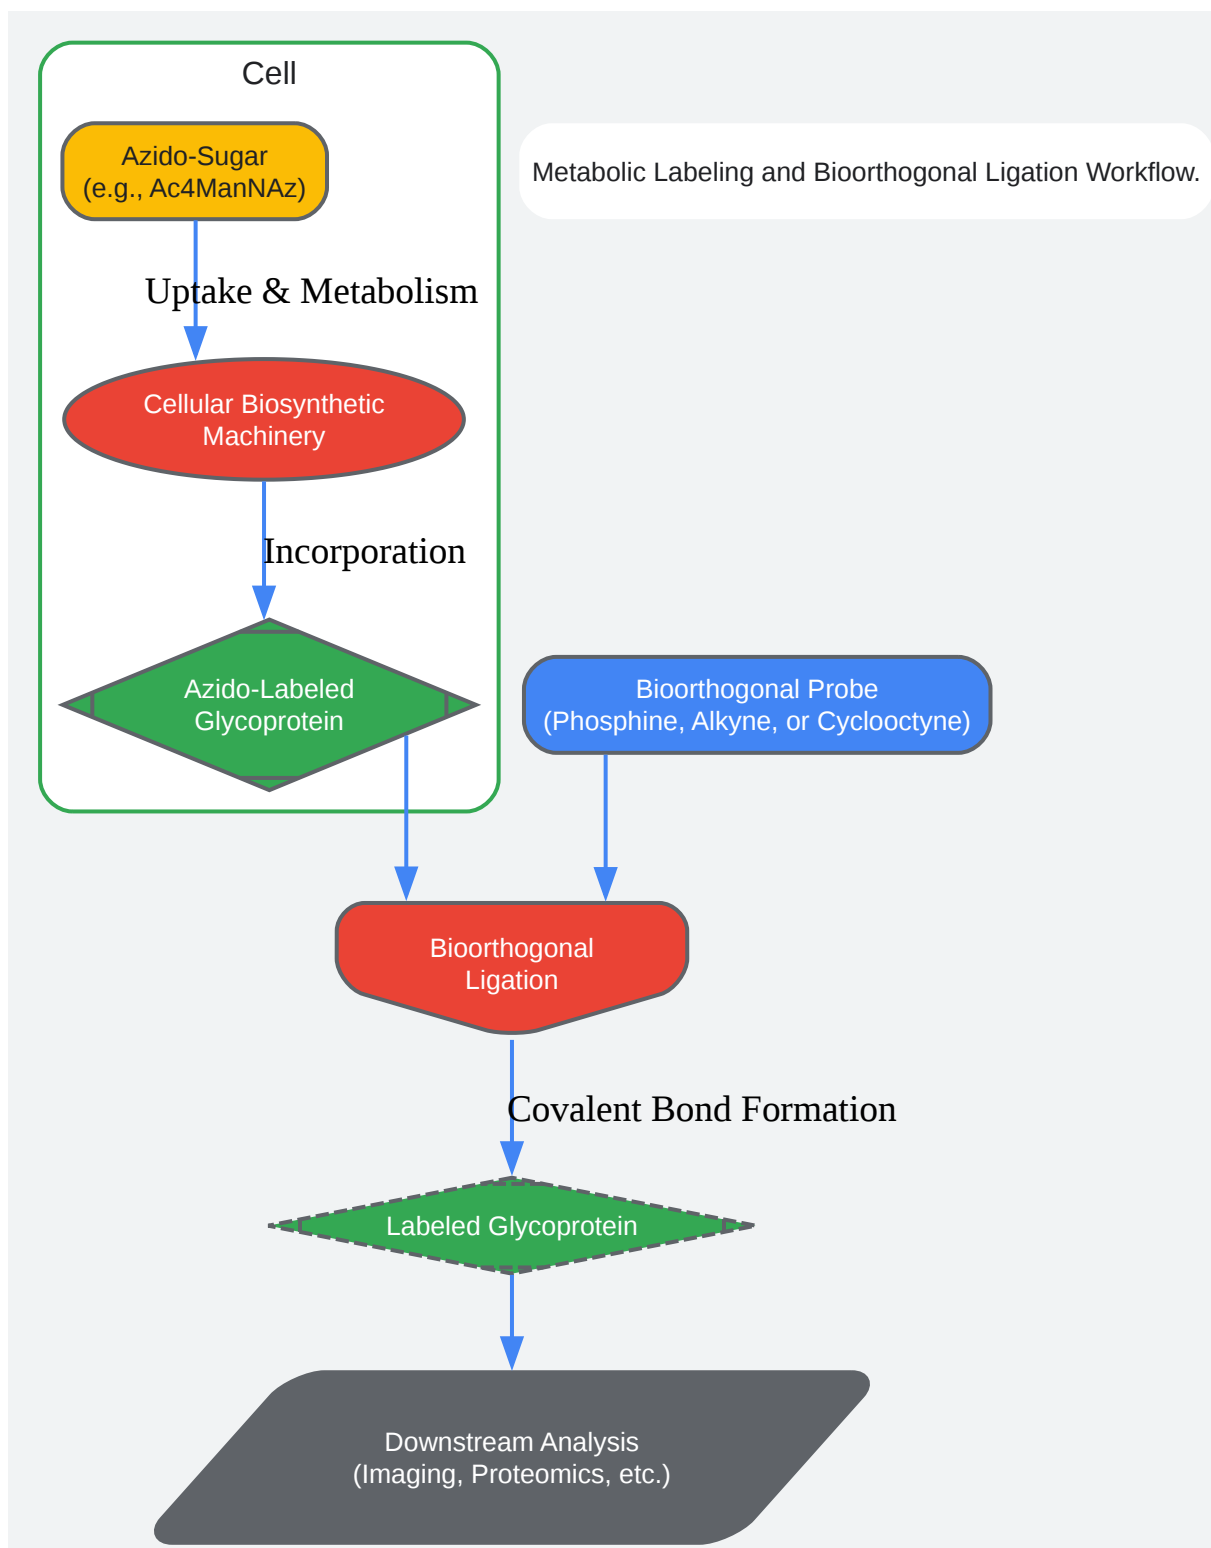 Cell
Azido-Sugar
(e.g., Ac4ManNAz)
Metabolic Labeling and Bioorthogonal Ligation Workflow.
Uptake & Metabolism
Cellular Biosynthetic
Machinery
Incorporation
Azido-Labeled
Glycoprotein
Bioorthogonal Probe
(Phosphine, Alkyne, or Cyclooctyne)
Bioorthogonal
Ligation
Covalent Bond Formation
Labeled Glycoprotein
Downstream Analysis
(Imaging, Proteomics, etc.)